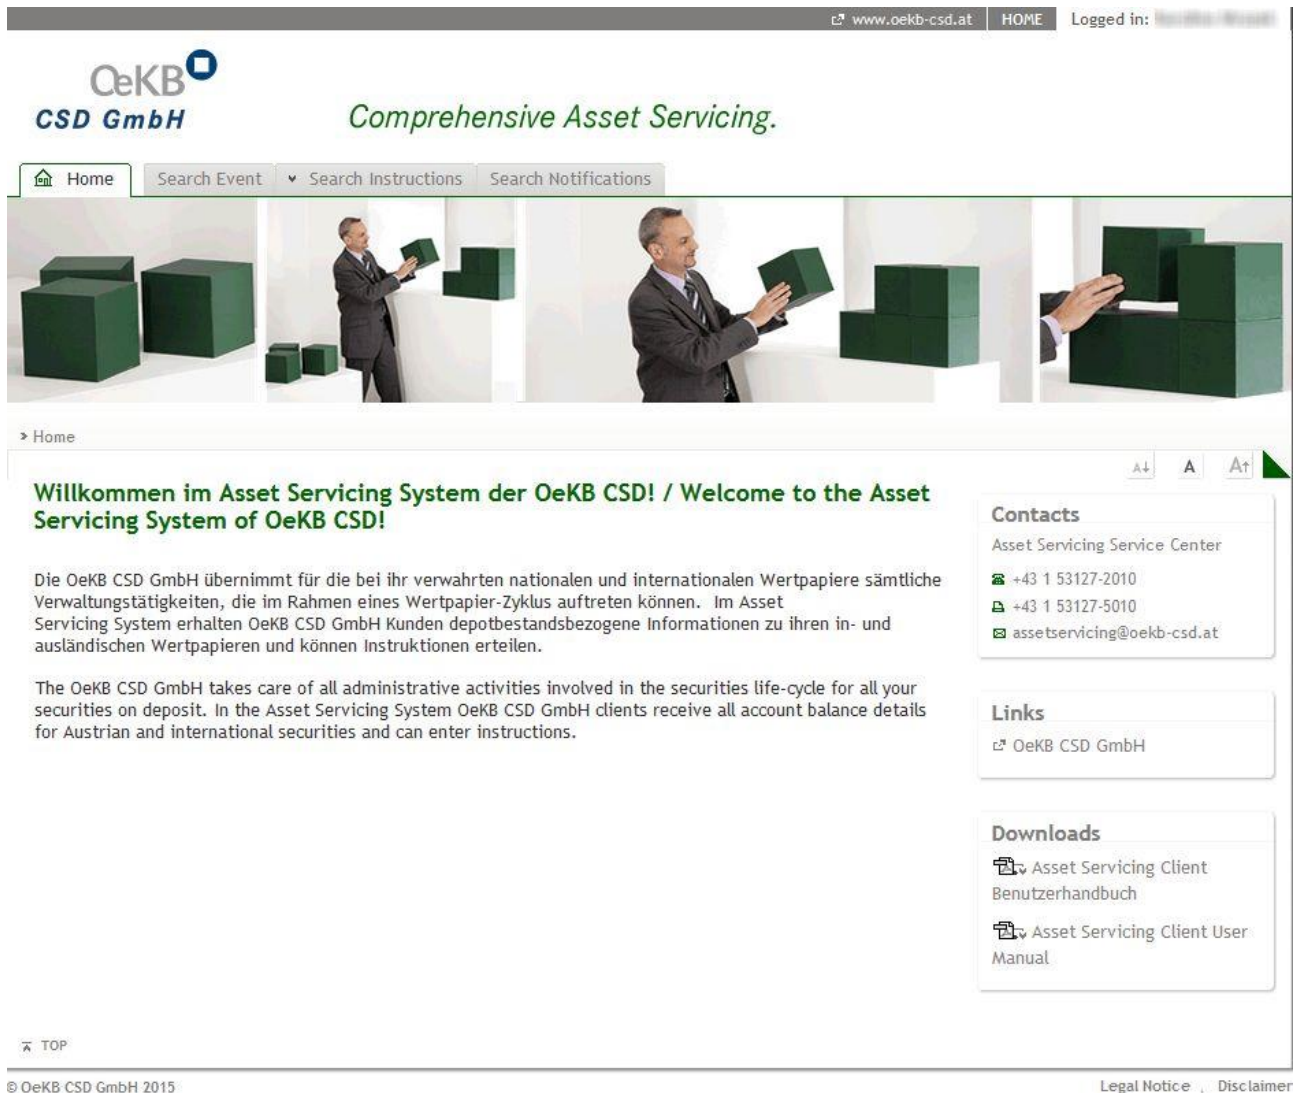 www.oekb-csd.at HOME Logged in:
OeKB
CSD GmbH
Comprehensive Asset Servicing.
Home Search Event Search Instructions Search Notifications
Home
A A A
Willkommen im Asset Servicing System der OeKB CSD! / Welcome to the Asset
Servicing System of OeKB CSD!
Die OeKB CSD GmbH übernimmt für die bei ihr verwahrten nationalen und internationalen Wertpapiere sämtliche
Verwaltungstätigkeiten, die im Rahmen eines Wertpapier-Zyklus auftreten können. Im Asset
Servicing System erhalten OeKB CSD GmbH Kunden depotbestandsbezogene Informationen zu ihren in- und
ausländischen Wertpapieren und können Instruktionen erteilen.
The OeKB CSD GmbH takes care of all administrative activities involved in the securities life-cycle for all your
securities on deposit. In the Asset Servicing System OeKB CSD GmbH clients receive all account balance details
for Austrian and international securities and can enter instructions.
Contacts
Asset Servicing Service Center
+43 1 53127-2010
+43 1 53127-5010
assetservicing@oekb-csd.at
Links
OeKB CSD GmbH
Downloads
Asset Servicing Client
Benutzerhandbuch
Asset Servicing Client User
Manual
TOP
© OeKB CSD GmbH 2015
Legal Notice , Disclaimer